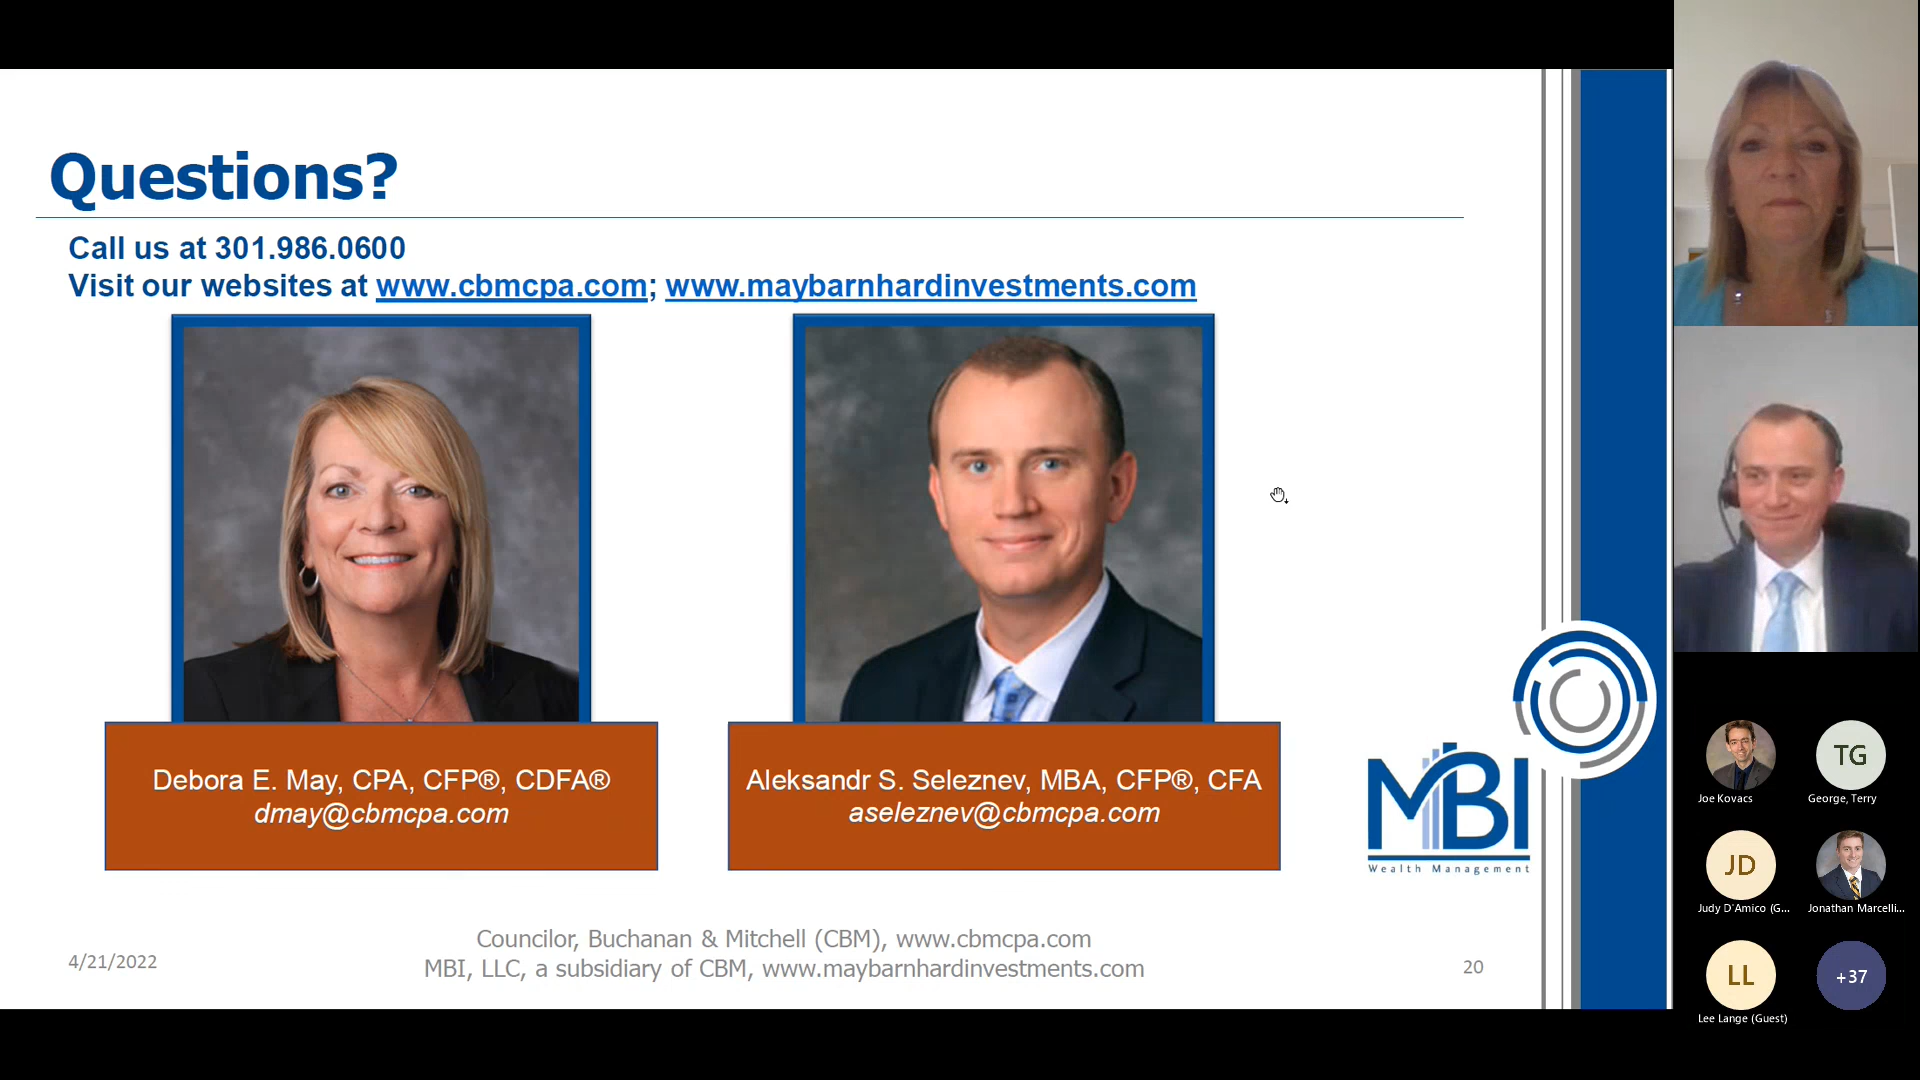 Questions?
Call us at 301.986.0600
Visit our websites at www.cbmcpa.com; www.maybarnhardinvestments.com
Debora E. May, CPA, CFP®, CDFA®
dmay@cbmcpa.com
Aleksandr S. Seleznev, MBA, CFP®, CFA
aseleznev@cbmcpa.com
MBI
Wealth Management
Councilor, Buchanan & Mitchell (CBM), www.cbmcpa.com
MBI, LLC, a subsidiary of CBM, www.maybarnhardinvestments.com
4/21/2022
20
TG
Joe Kovacs
George, Terry
JD
Judy D'Amico (G...
Jonathan Marcelli...
LL
+37
Lee Lange (Guest)